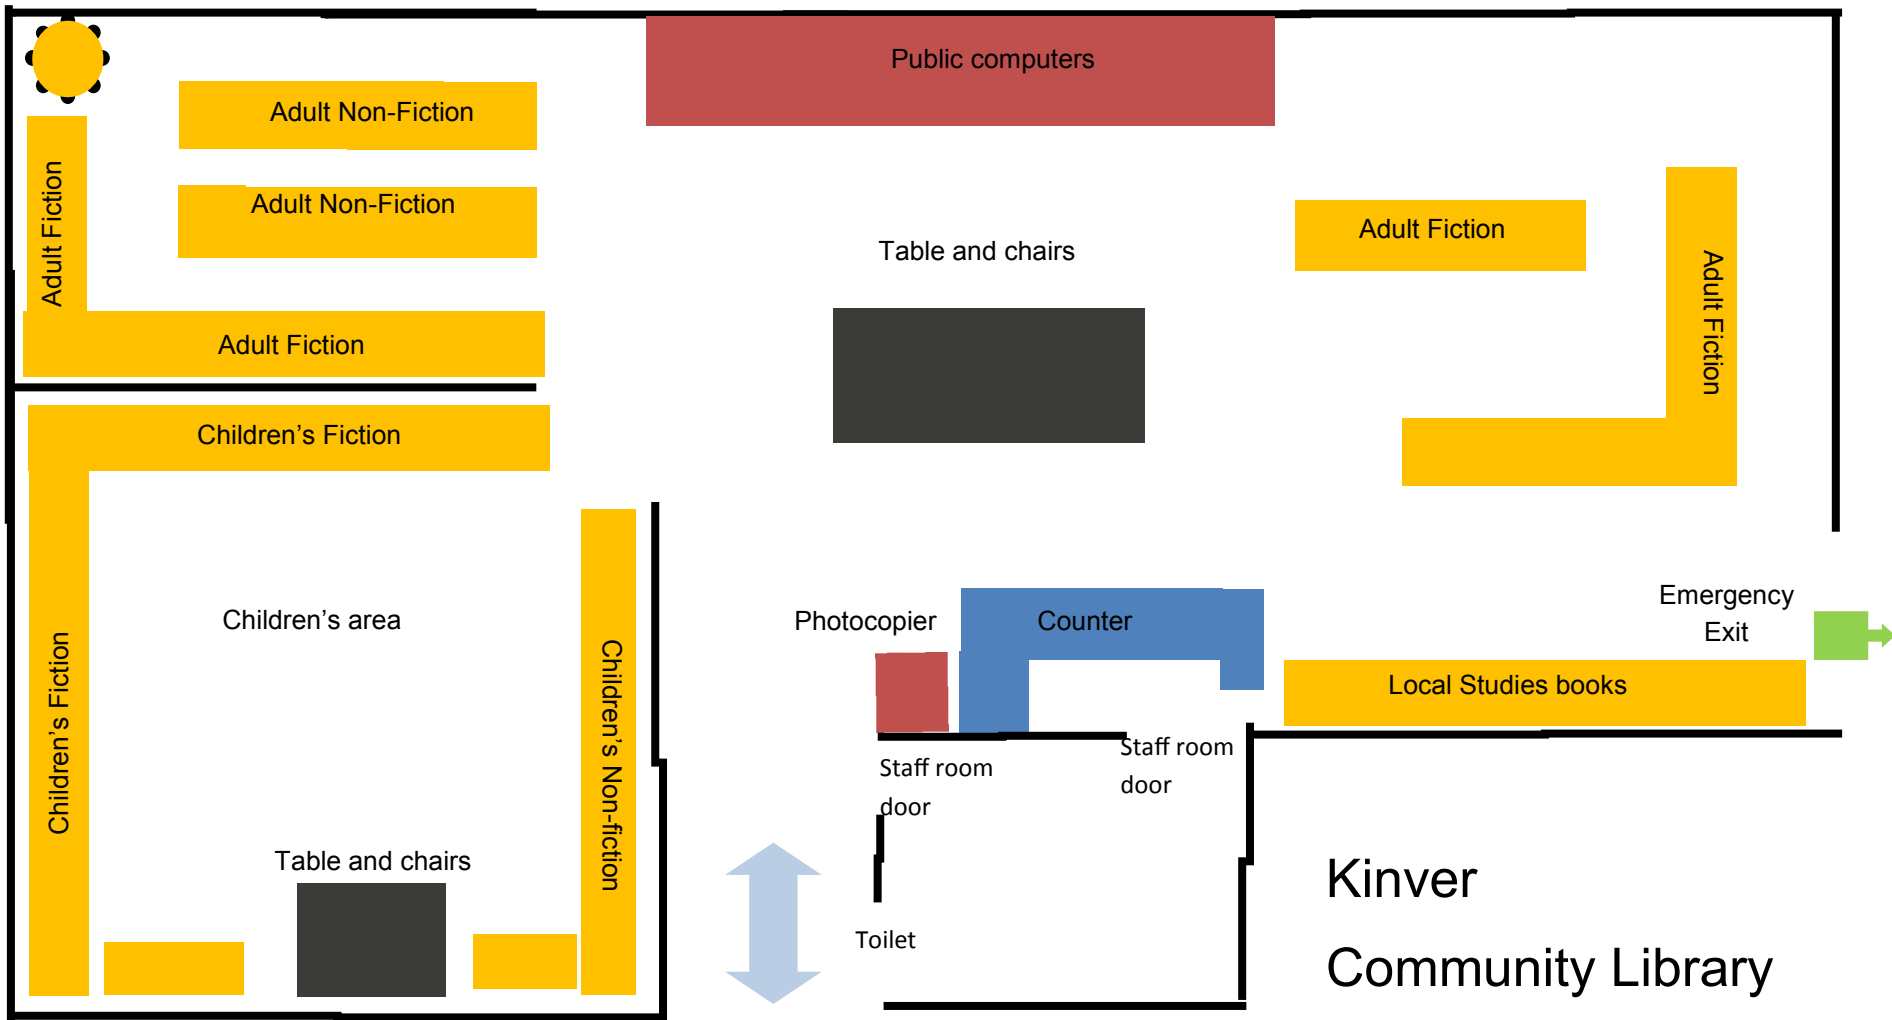 Public computers
Adult Non-Fiction
Adult Non-Fiction
Adult Fiction
Adult Fiction
Table and chairs
Adult Fiction
Adult Fiction
Children’s Fiction
Children’s area
Children’s Fiction
Children’s Non-fiction
Table and chairs
Photocopier
Counter
Emergency
Exit
Local Studies books
Staff room
door
Staff room
door
Toilet
Kinver
Community Library